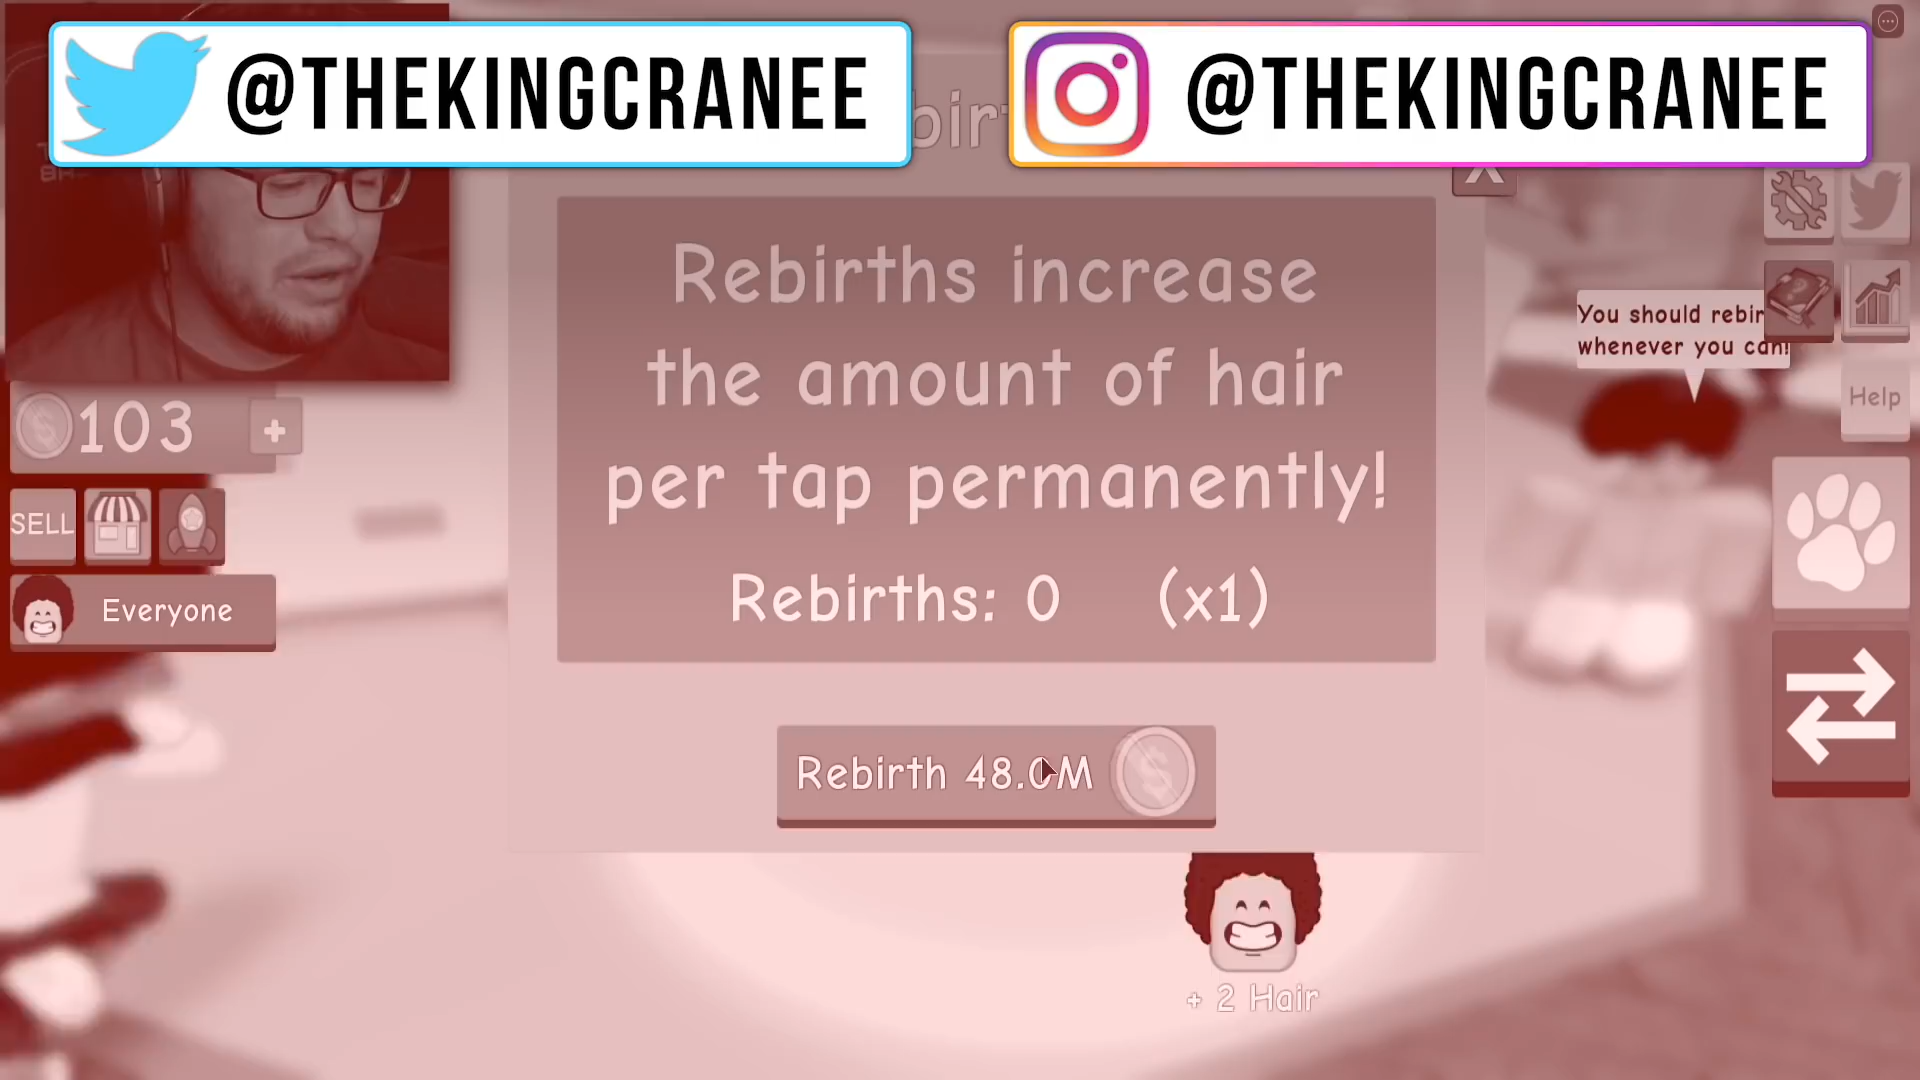 @THEKINGCRANEE
@THEKINGCRANEE
Rebirths increase
the amount of hair
per tap permanently!
Rebirths: 0 (x1)
Rebirth 48.0M
103
+
SELL
Everyone
You should rebir
whenever you can!
Help
+ 2 Hair
X